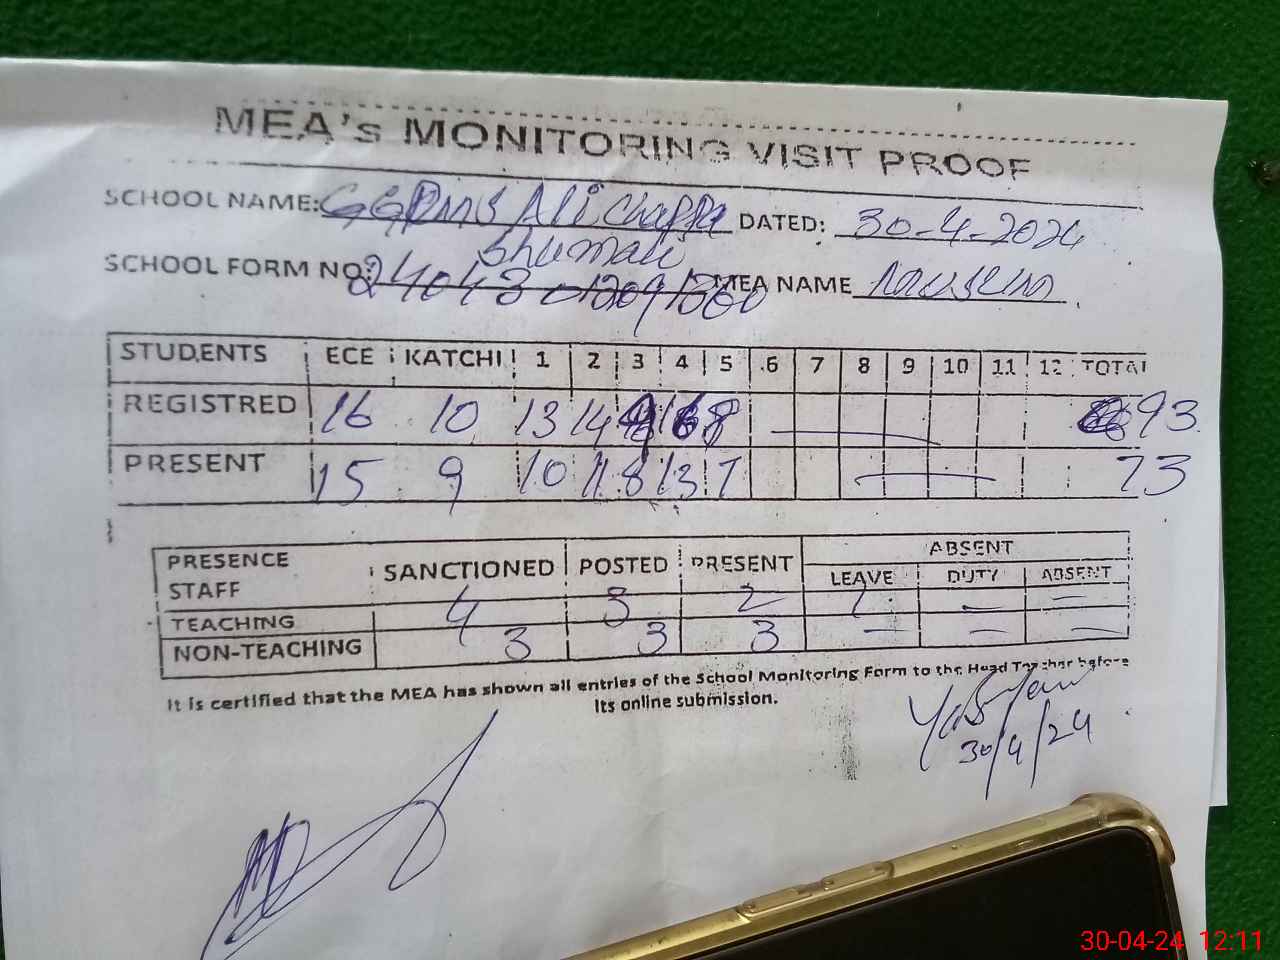 MEA's MONITORING VISIT PROOF
SCHOOL NAME: GGPMS Ali Chappa DATED: 30-4-2024
Shumali
SCHOOL FORM NO: MEA NAME
STUDENTS ECE KATCHI 1 2 3 4 5 6 7 8 9 10 11 12 TOTAL
REGISTRED 16 10 13 14 16 8 93
PRESENT 15 9 10 11 8 13 7 73
PRESENCE STAFF SANCTIONED POSTED PRESENT ABSENT
LEAVE DUTY ABSENT
TEACHING 4 3 2 1 — —
NON-TEACHING 3 3 3 — — —
It is certified that the MEA has shown all entries of the School Monitoring Form to the Head Teacher before
its online submission.
30/4/24
30-04-24 12:11